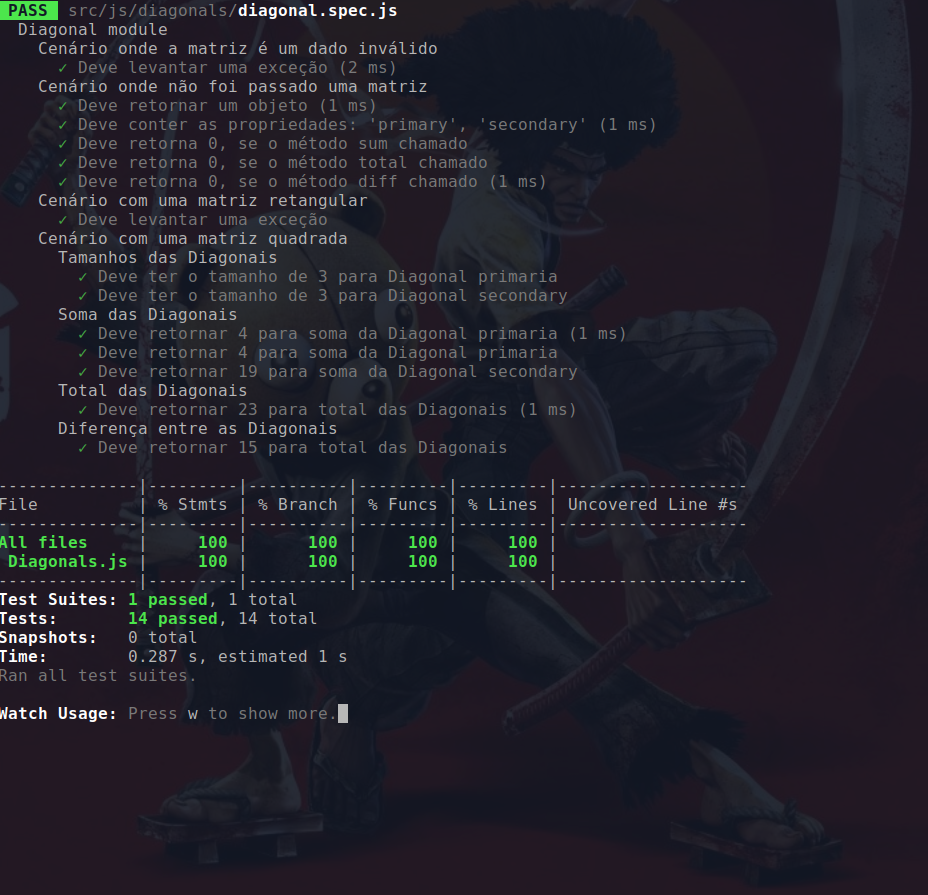 PASS src/js/diagonals/diagonal.spec.js
Diagonal module
Cenário onde a matriz é um dado inválido
✓ Deve levantar uma exceção (2 ms)
Cenário onde não foi passado uma matriz
✓ Deve retornar um objeto (1 ms)
✓ Deve conter as propriedades: 'primary', 'secondary' (1 ms)
✓ Deve retorna 0, se o método sum chamado
✓ Deve retorna 0, se o método total chamado
✓ Deve retorna 0, se o método diff chamado (1 ms)
Cenário com uma matriz retangular
✓ Deve levantar uma exceção
Cenário com uma matriz quadrada
Tamanhos das Diagonais
✓ Deve ter o tamanho de 3 para Diagonal primaria
✓ Deve ter o tamanho de 3 para Diagonal secondary
Soma das Diagonais
✓ Deve retornar 4 para soma da Diagonal primaria (1 ms)
✓ Deve retornar 4 para soma da Diagonal primaria
✓ Deve retornar 19 para soma da Diagonal secondary
Total das Diagonais
✓ Deve retornar 23 para total das Diagonais (1 ms)
Diferença entre as Diagonais
✓ Deve retornar 15 para total das Diagonais
--------------|---------|----------|---------|---------|-------------------
File | % Stmts | % Branch | % Funcs | % Lines | Uncovered Line #s
--------------|---------|----------|---------|---------|-------------------
All files | 100 | 100 | 100 | 100 |
Diagonals.js | 100 | 100 | 100 | 100 |
--------------|---------|----------|---------|---------|-------------------
Test Suites: 1 passed, 1 total
Tests: 14 passed, 14 total
Snapshots: 0 total
Time: 0.287 s, estimated 1 s
Ran all test suites.
Watch Usage: Press w to show more.